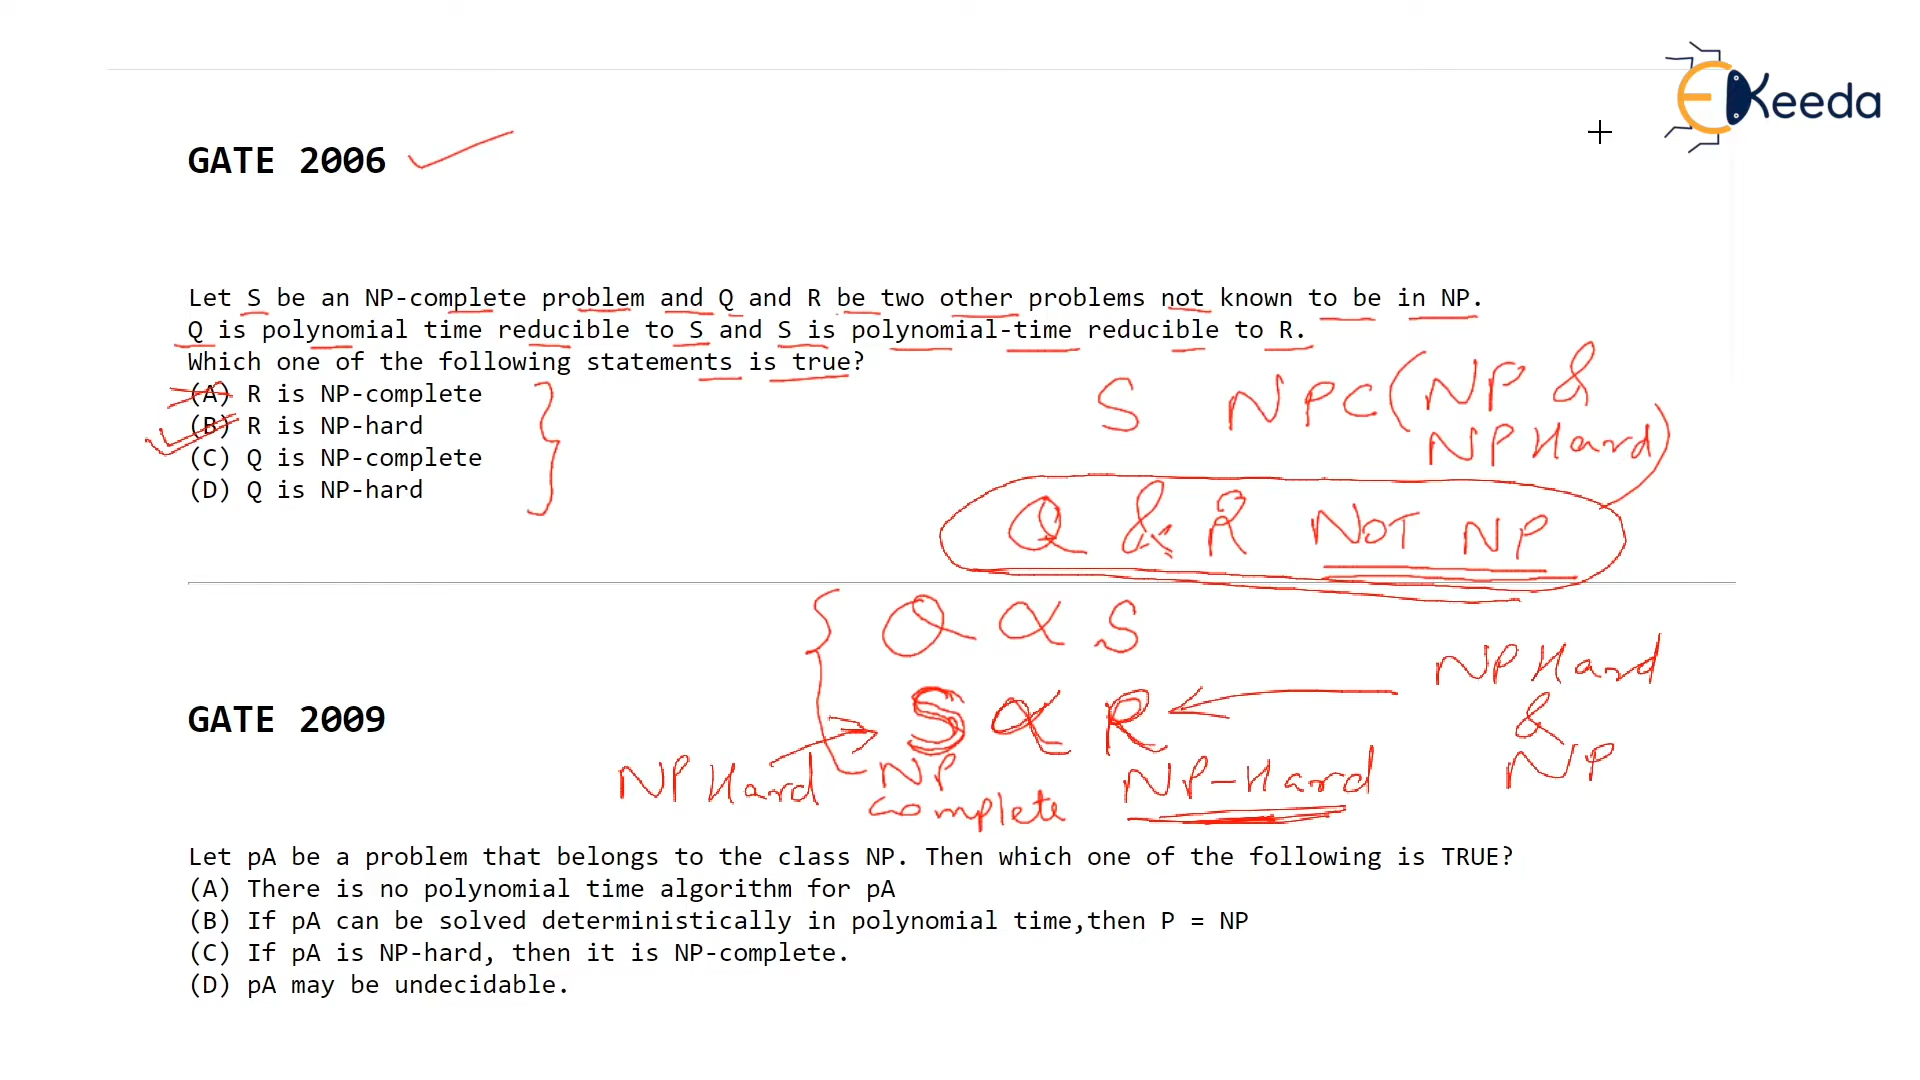 EKeeda
GATE 2006
Let S be an NP-complete problem and Q and R be two other problems not known to be in NP.
Q is polynomial time reducible to S and S is polynomial-time reducible to R.
Which one of the following statements is true?
(A) R is NP-complete
(B) R is NP-hard
(C) Q is NP-complete
(D) Q is NP-hard
S NPC (NP &
NP Hard)
Q & R NOT NP
Q α S
S α R
NP Hard
NP
complete
NP-Hard
NP Hard
&
NP
GATE 2009
Let pA be a problem that belongs to the class NP. Then which one of the following is TRUE?
(A) There is no polynomial time algorithm for pA
(B) If pA can be solved deterministically in polynomial time,then P = NP
(C) If pA is NP-hard, then it is NP-complete.
(D) pA may be undecidable.